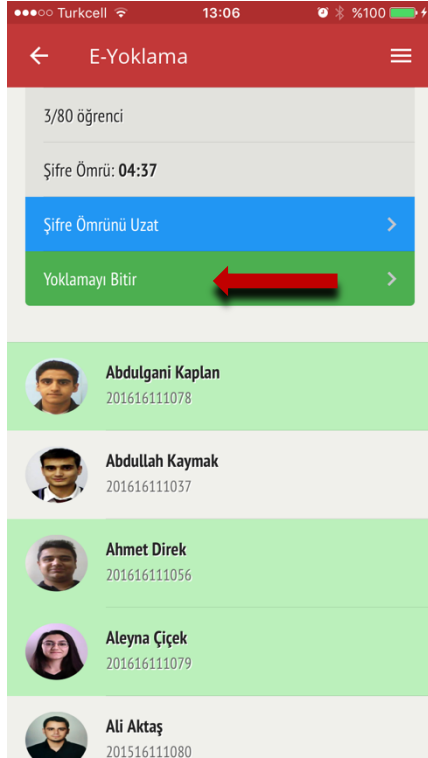 Turkcell 13:06 %100
E-Yoklama
3/80 öğrenci
Şifre Ömrü: 04:37
Şifre Ömrünü Uzat
Yoklamayı Bitir
Abdulgani Kaplan
201616111078
Abdullah Kaymak
201616111037
Ahmet Direk
201616111056
Aleyna Çiçek
201616111079
Ali Aktaş
201516111080